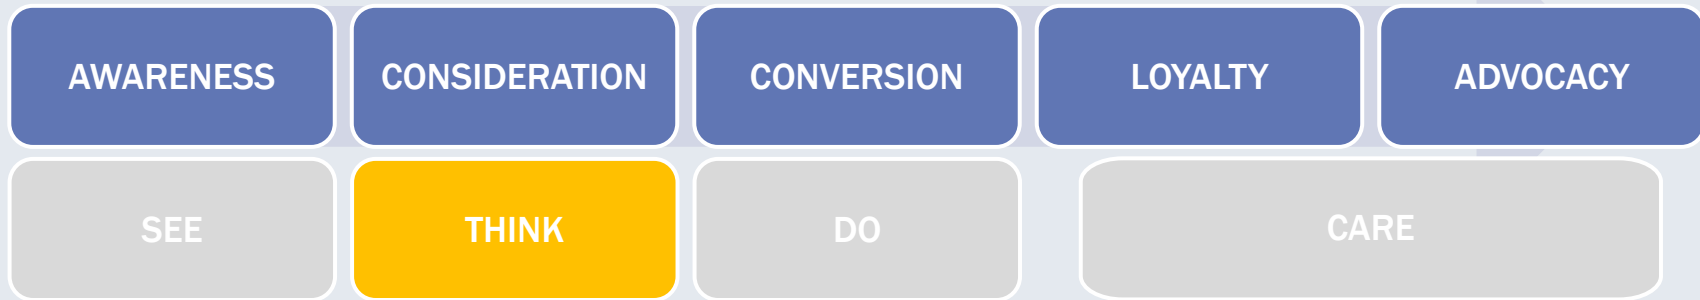 AWARENESS
CONSIDERATION
CONVERSION
LOYALTY
ADVOCACY
SEE
THINK
DO
CARE